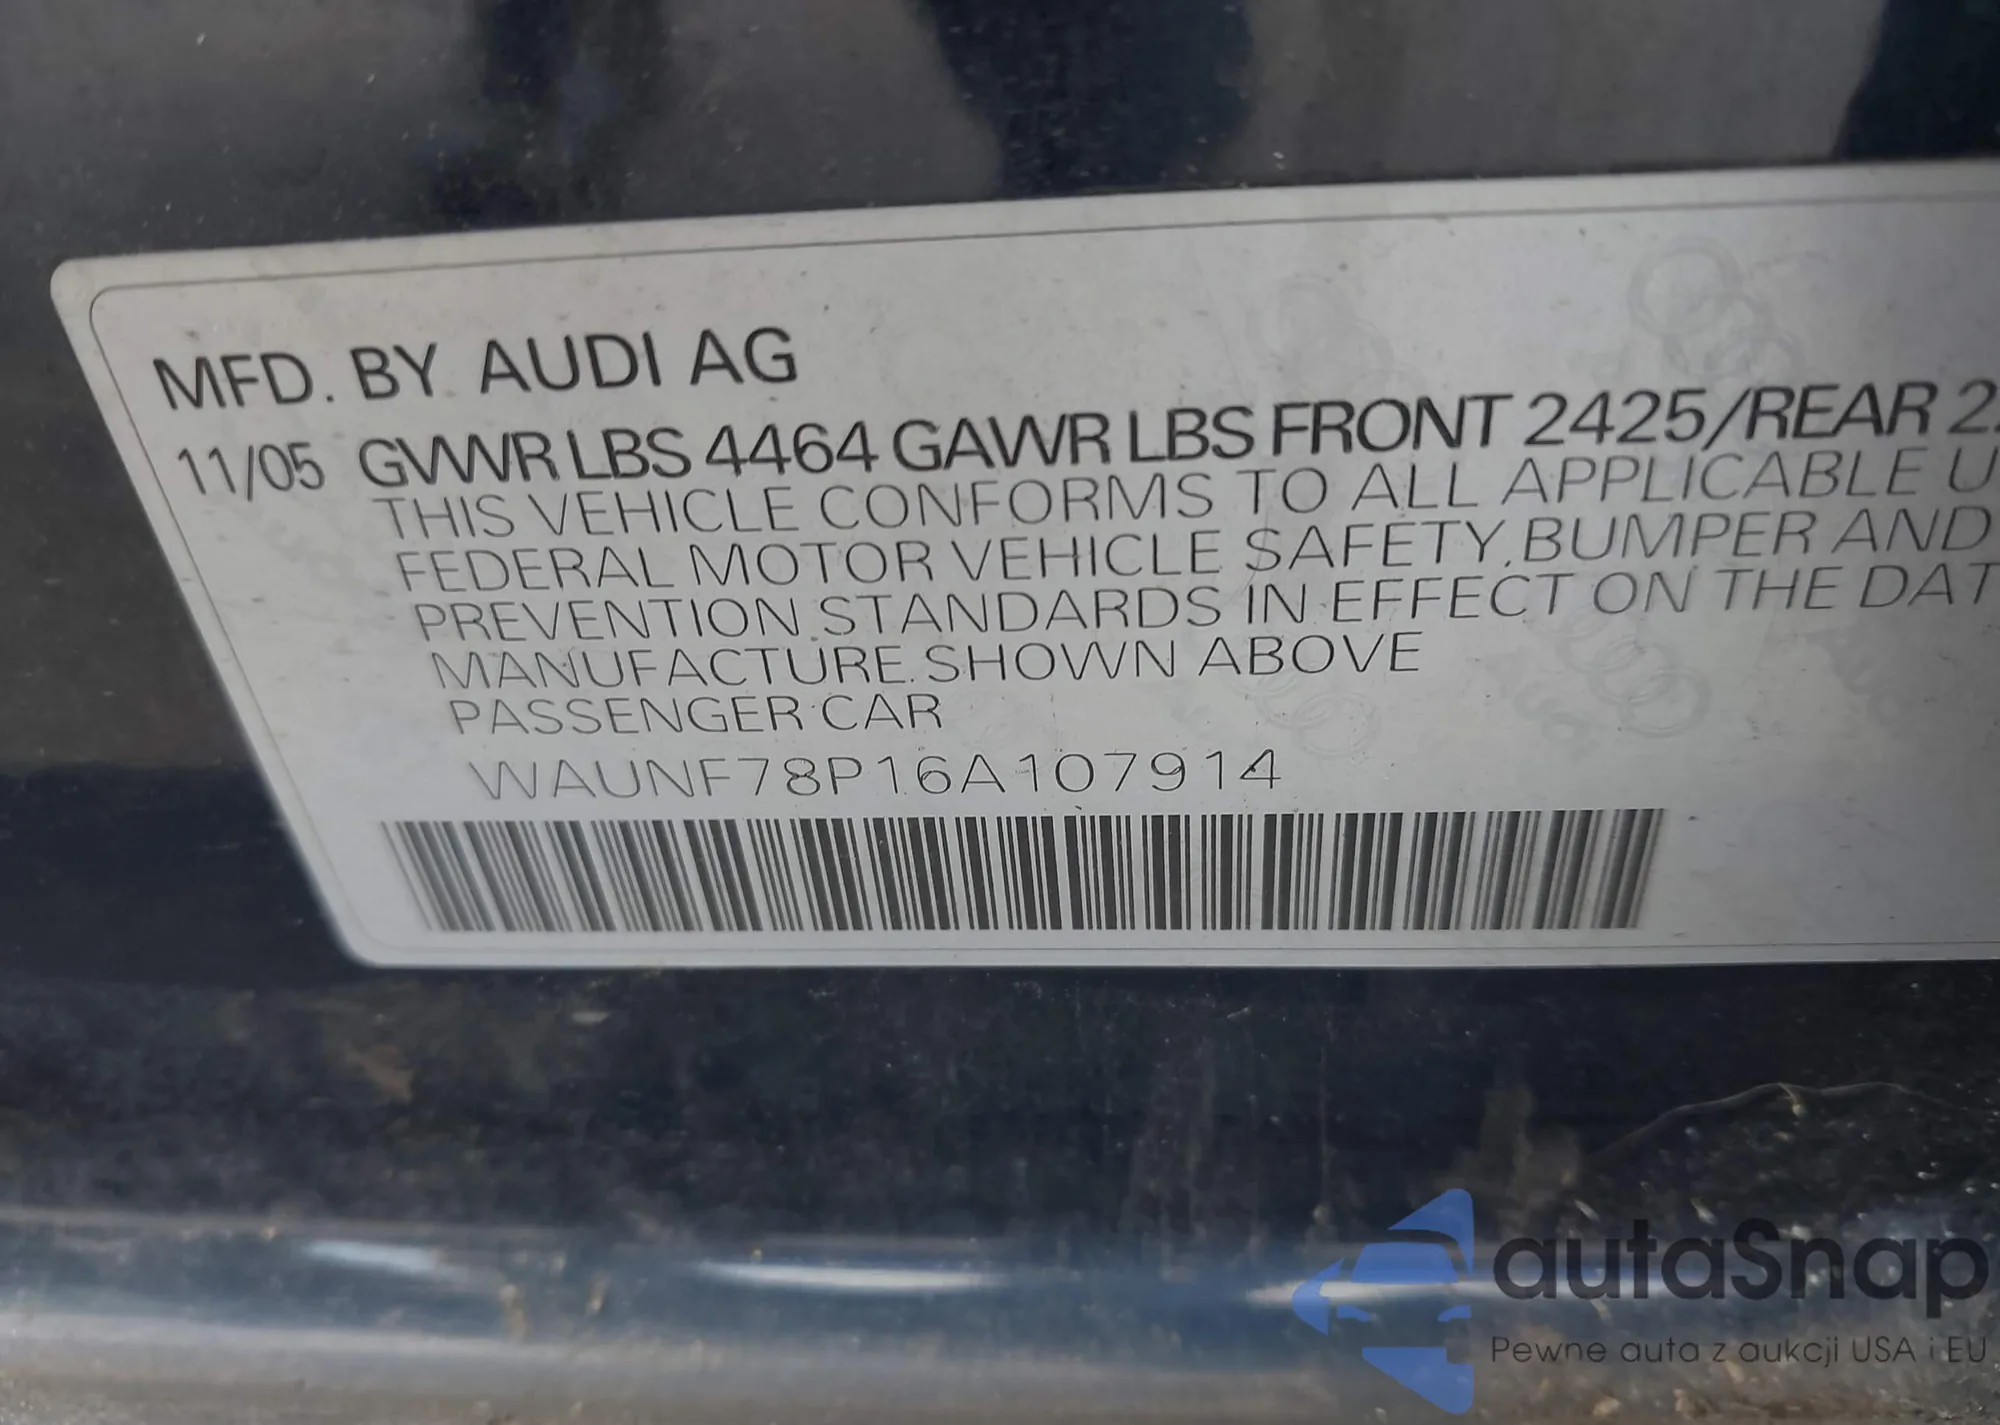 MFD. BY AUDI AG
11/05 GVWR LBS 4464 GAWR LBS FRONT 2425/REAR 2
THIS VEHICLE CONFORMS TO ALL APPLICABLE U
FEDERAL MOTOR VEHICLE SAFETY, BUMPER AND
PREVENTION STANDARDS IN EFFECT ON THE DAT
MANUFACTURE SHOWN ABOVE
PASSENGER CAR
WAUNF78P16A107914
autaSnap
Pewne auta z aukcji USA i EU